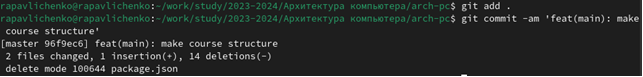 rapavlichenko@rapavlichenko:~/work/study/2023-2024/Архитектура компьютера/arch-pc$ git add .
rapavlichenko@rapavlichenko:~/work/study/2023-2024/Архитектура компьютера/arch-pc$ git commit -am 'feat(main): make
 course structure'
[master 96f9ec6] feat(main): make course structure
 2 files changed, 1 insertion(+), 14 deletions(-)
 delete mode 100644 package.json